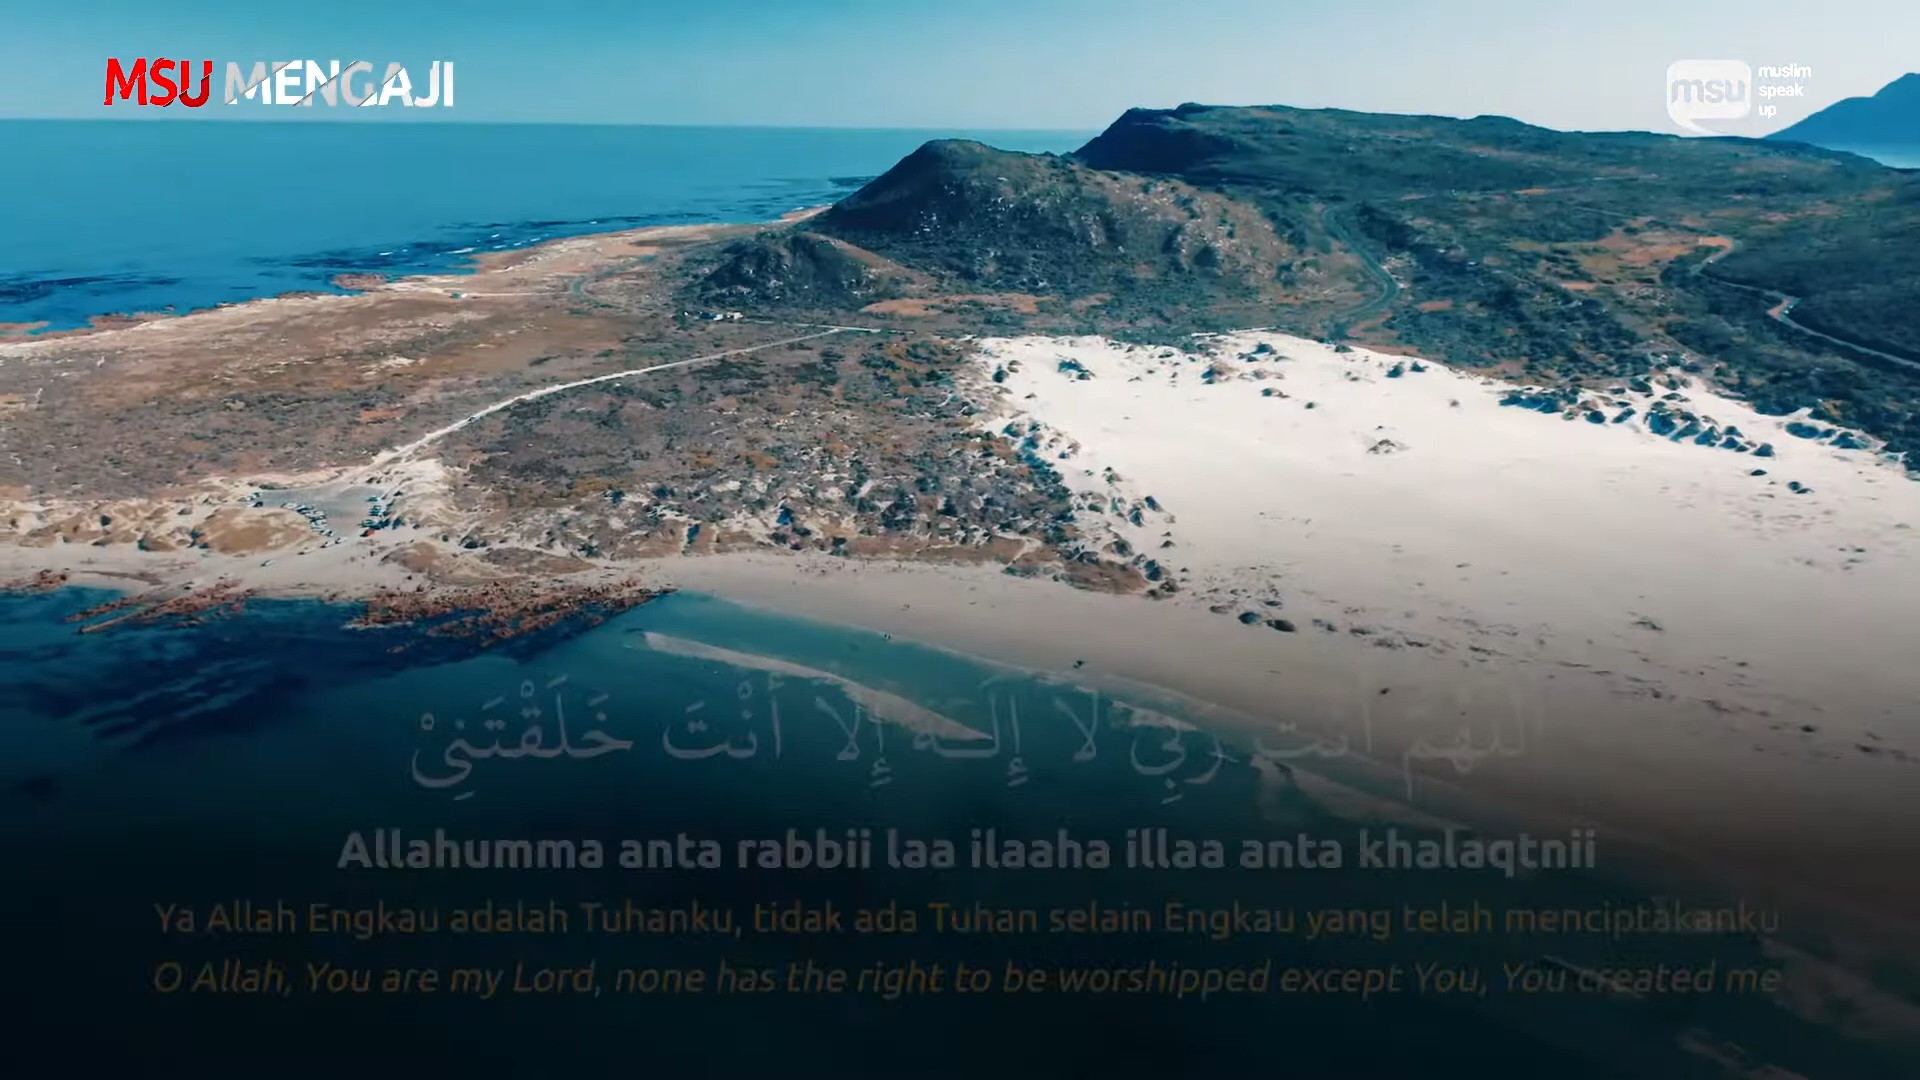 MSU MENGAJI
msu muslim
speak
up
اللَّهُمَّ أَنْتَ رَبِّيْ لَا إِلَـهَ إِلاَّ أَنْتَ خَلَقْتَنِيْ
Allahumma anta rabbii laa ilaaha illaa anta khalaqtnii
Ya Allah Engkau adalah Tuhanku, tidak ada Tuhan selain Engkau yang telah menciptakanku
O Allah, You are my Lord, none has the right to be worshipped except You, You created me